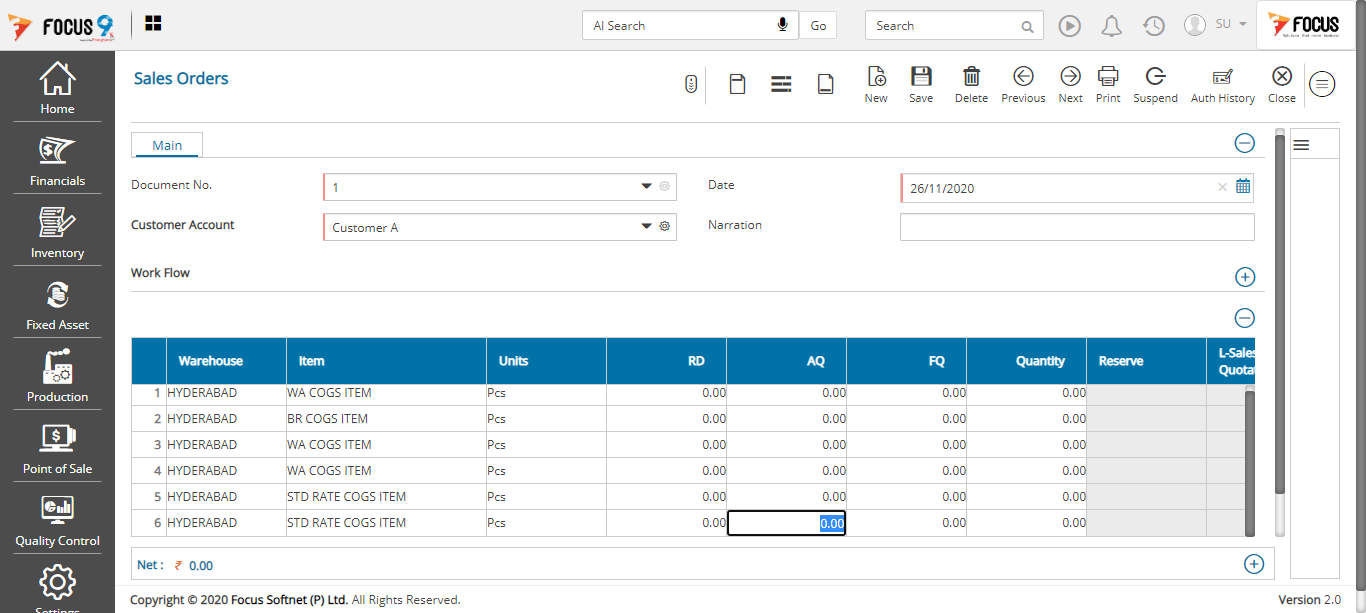 FOCUS 9
AI Search
Go
Search
SU
FOCUS
Home
Financials
Inventory
Fixed Asset
Production
Point of Sale
Quality Control
Settings
Sales Orders
New Save Delete Previous Next Print Suspend Auth History Close
Main
Document No. 1 Date 26/11/2020
Customer Account Customer A Narration
Work Flow
Warehouse Item Units RD AQ FQ Quantity Reserve L-Sales Quotat
1 HYDERABAD WA COGS ITEM Pcs 0.00 0.00 0.00 0.00
2 HYDERABAD BR COGS ITEM Pcs 0.00 0.00 0.00 0.00
3 HYDERABAD WA COGS ITEM Pcs 0.00 0.00 0.00 0.00
4 HYDERABAD WA COGS ITEM Pcs 0.00 0.00 0.00 0.00
5 HYDERABAD STD RATE COGS ITEM Pcs 0.00 0.00 0.00 0.00
6 HYDERABAD STD RATE COGS ITEM Pcs 0.00 0.00 0.00 0.00
Net : ₹ 0.00
Copyright © 2020 Focus Softnet (P) Ltd. All Rights Reserved. Version 2.0